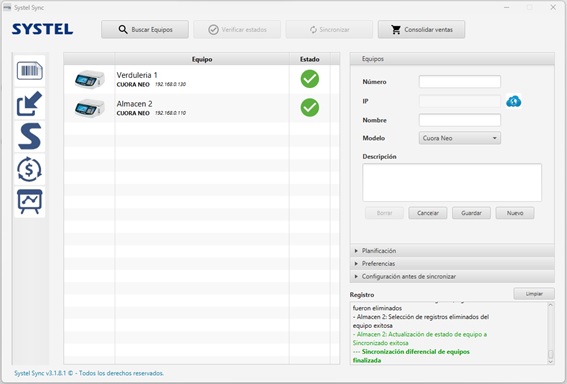 Systel Sync
SYSTEL
Buscar Equipos
Verificar estados
Sincronizar
Consolidar ventas
Equipo
Estado
Verduleria 1
CUORA NEO 192.168.0.130
Almacen 2
CUORA NEO 192.168.0.110
Equipos
Número
IP
Nombre
Modelo
Cuora Neo
Descripción
Borrar
Cancelar
Guardar
Nuevo
Planificación
Preferencias
Configuración antes de sincronizar
Registro
Limpiar
fueron eliminados
- Almacen 2: Selección de registros eliminados del
equipo exitosa
- Almacen 2: Actualización de estado de equipo a
Sincronizado exitosa
--- Sincronización diferencial de equipos
finalizada
Systel Sync v3.1.8.1 © - Todos los derechos reservados.